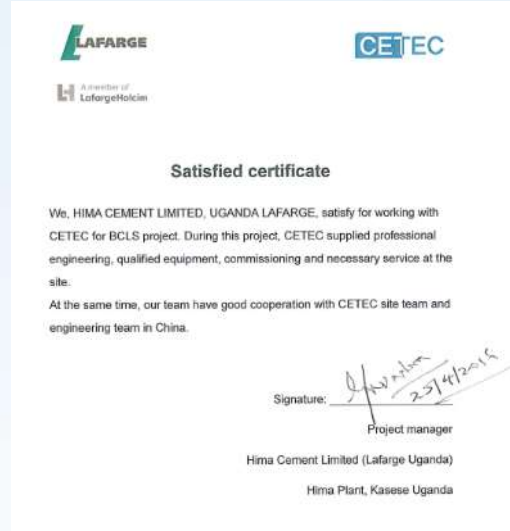 LAFARGE
CETEC
A member of
LafargeHolcim
Satisfied certificate
We, HIMA CEMENT LIMITED, UGANDA LAFARGE, satisfy for working with
CETEC for BCLS project. During this project, CETEC supplied professional
engineering, qualified equipment, commissioning and necessary service at the
site.
At the same time, our team have good cooperation with CETEC site team and
engineering team in China.
Signature:
Project manager
Hima Cement Limited (Lafarge Uganda)
Hima Plant, Kasese Uganda